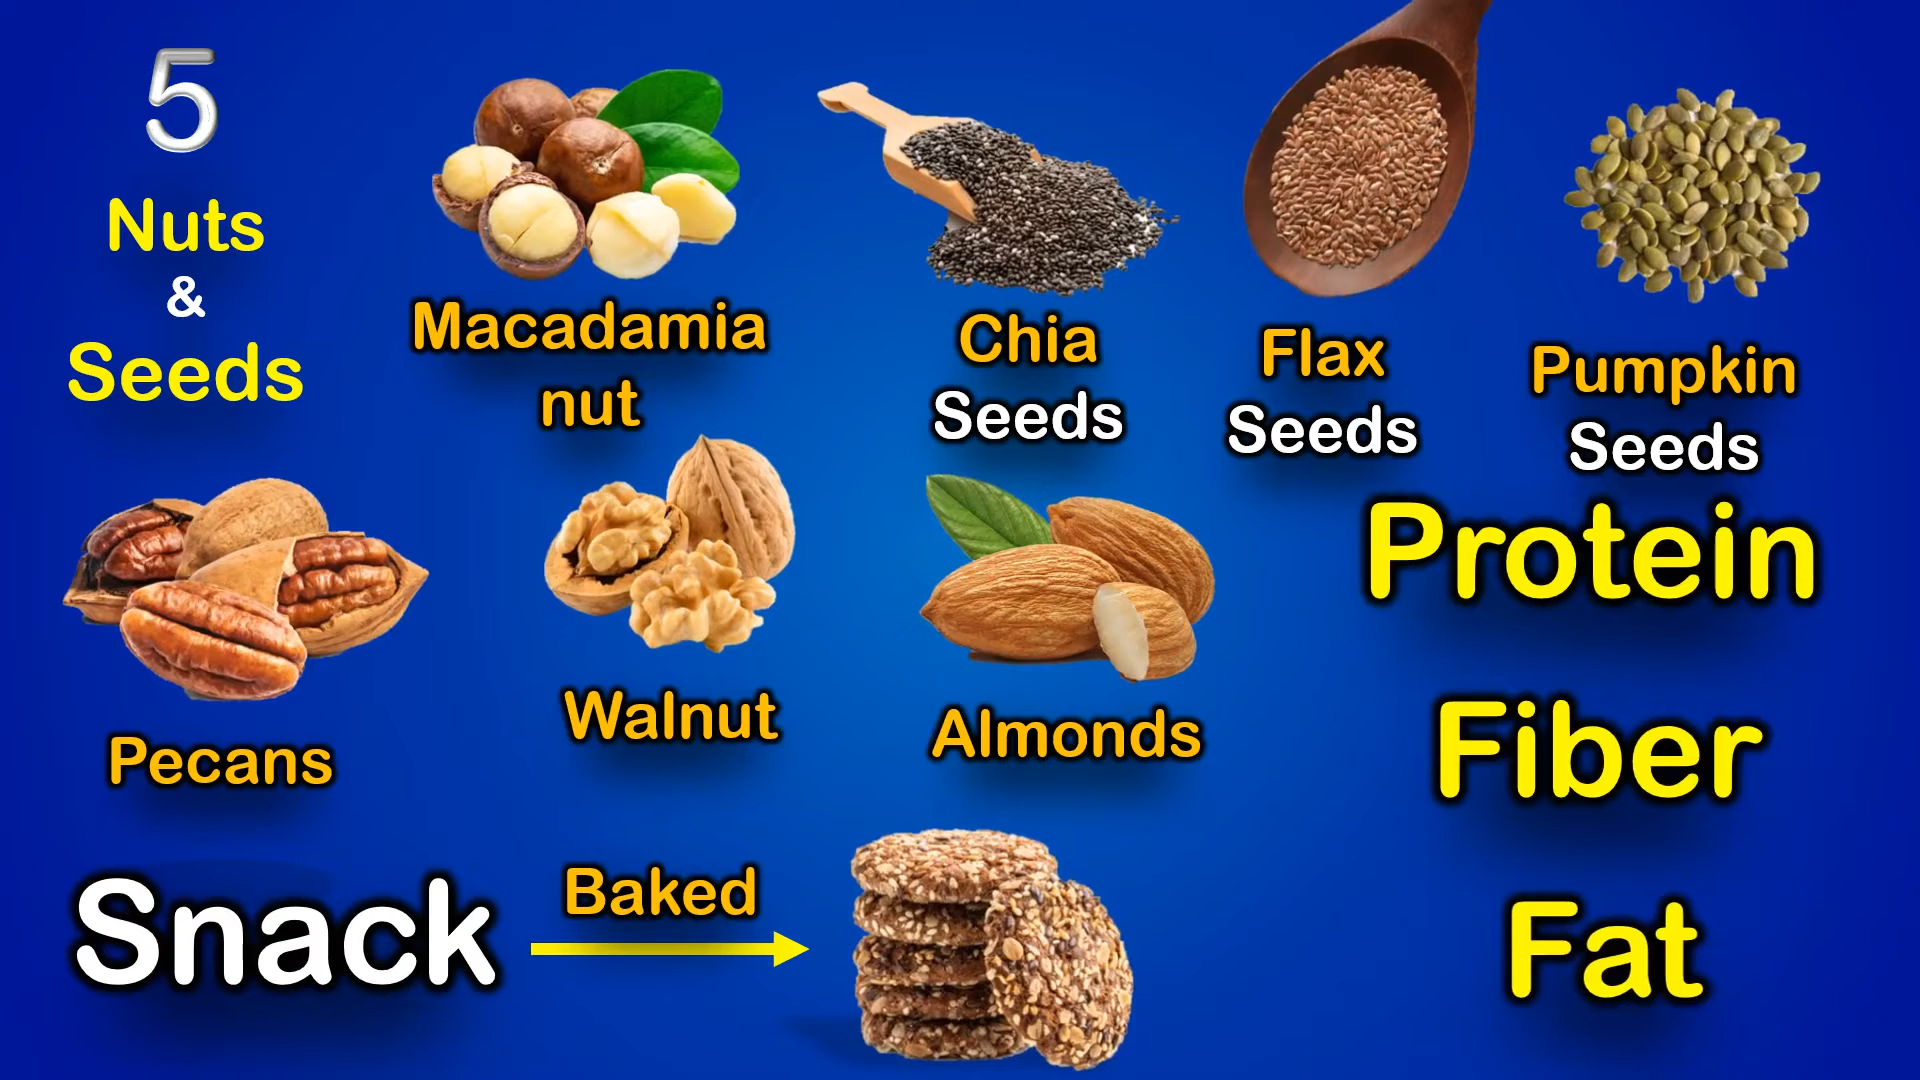 5
Nuts
&
Seeds
Macadamia
nut
Chia
Seeds
Flax
Seeds
Pumpkin
Seeds
Pecans
Walnut
Almonds
Protein
Fiber
Fat
Snack
Baked